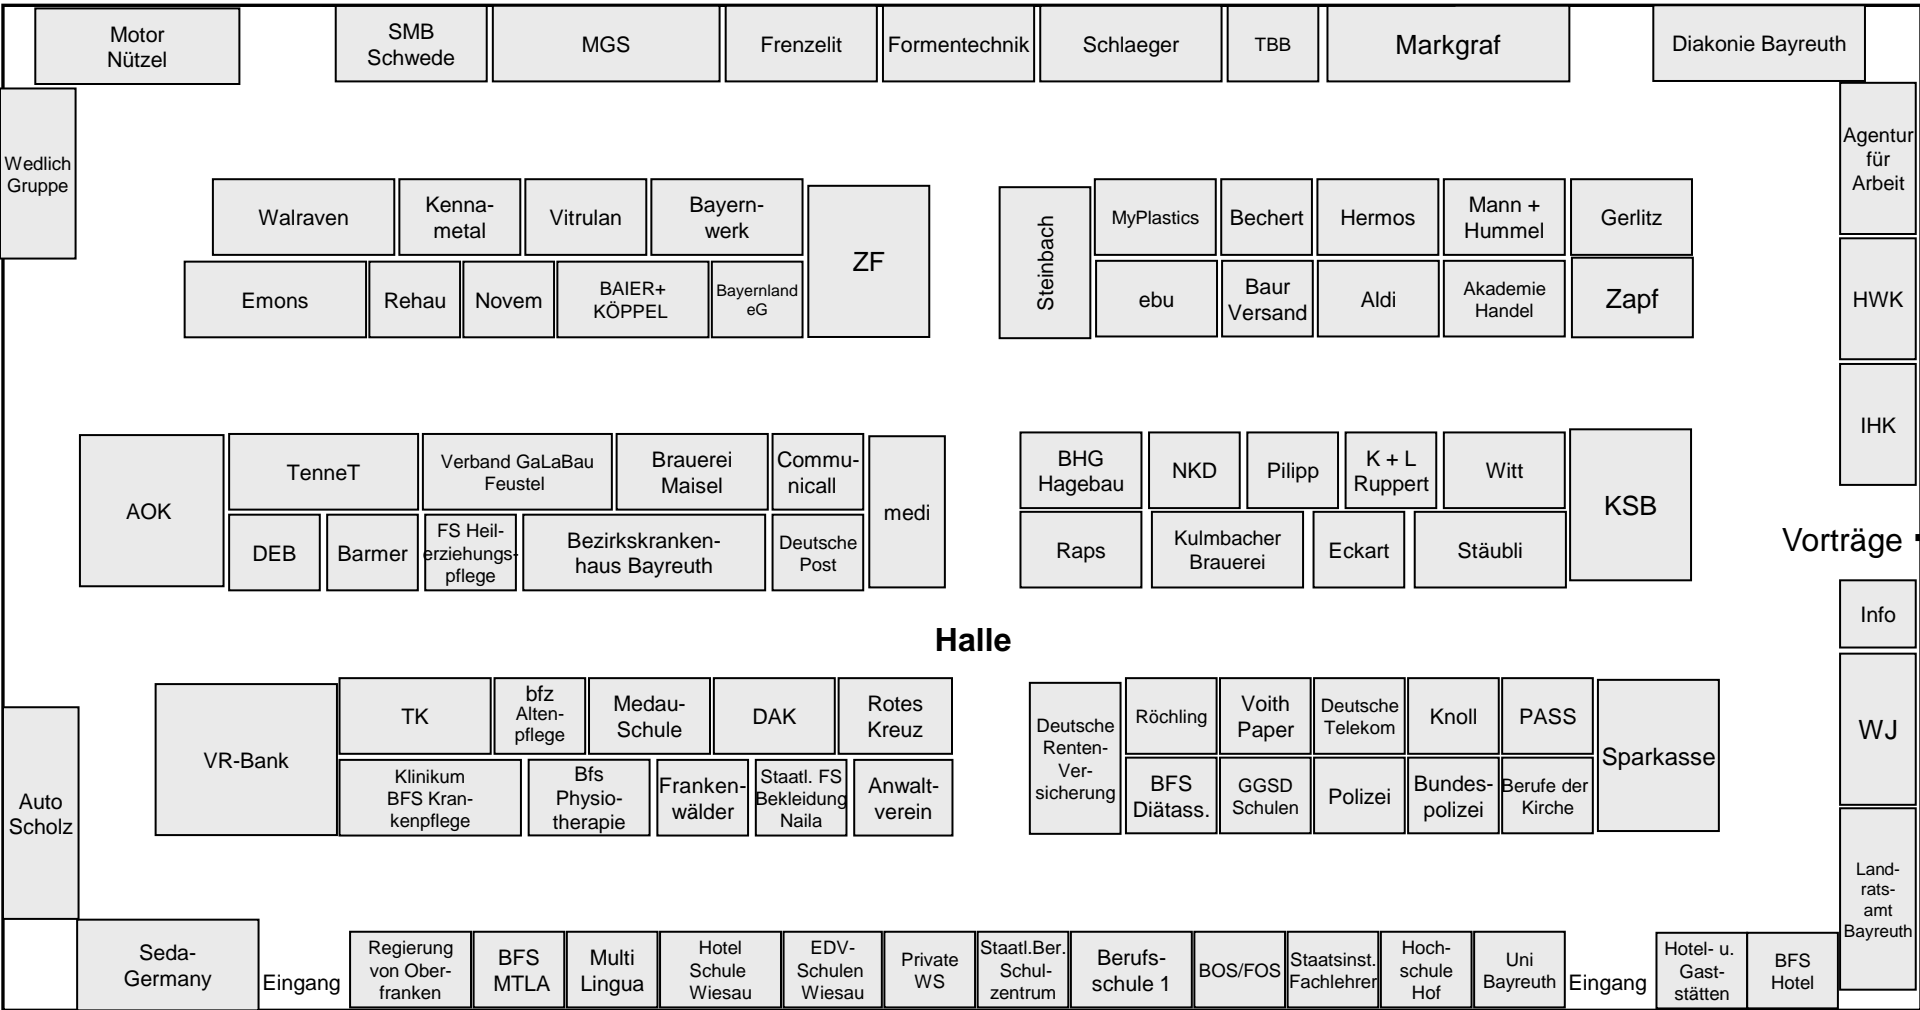 Motor
Nützel
SMB
Schwede
MGS
Frenzelit
Formentechnik
Schlaeger
TBB
Markgraf
Diakonie Bayreuth
Wedlich
Gruppe
Agentur
für
Arbeit
Walraven
Kenna-
metal
Vitrulan
Bayern-
werk
ZF
Steinbach
MyPlastics
Bechert
Hermos
Mann +
Hummel
Gerlitz
Emons
Rehau
Novem
BAIER+
KÖPPEL
Bayernland
eG
ebu
Baur
Versand
Aldi
Akademie
Handel
Zapf
HWK
IHK
AOK
TenneT
Verband GaLaBau
Feustel
Brauerei
Maisel
Commu-
nicall
medi
BHG
Hagebau
NKD
Pilipp
K + L
Ruppert
Witt
KSB
DEB
Barmer
FS Heil-
erziehungs-
pflege
Bezirkskranken-
haus Bayreuth
Deutsche
Post
Raps
Kulmbacher
Brauerei
Eckart
Stäubli
Vorträge
Info
Halle
VR-Bank
TK
bfz
Alten-
pflege
Medau-
Schule
DAK
Rotes
Kreuz
Deutsche
Renten-
Ver-
sicherung
Röchling
Voith
Paper
Deutsche
Telekom
Knoll
PASS
Sparkasse
WJ
Klinikum
BFS Kran-
kenpflege
Bfs
Physio-
therapie
Franken-
wälder
Staatl. FS
Bekleidung
Naila
Anwalt-
verein
BFS
Diätass.
GGSD
Schulen
Polizei
Bundes-
polizei
Berufe der
Kirche
Auto
Scholz
Land-
rats-
amt
Bayreuth
Seda-
Germany
Eingang
Regierung
von Ober-
franken
BFS
MTLA
Multi
Lingua
Hotel
Schule
Wiesau
EDV-
Schulen
Wiesau
Private
WS
Staatl.Ber.
Schul-
zentrum
Berufs-
schule 1
BOS/FOS
Staatsinst.
Fachlehrer
Hoch-
schule
Hof
Uni
Bayreuth
Eingang
Hotel- u.
Gast-
stätten
BFS
Hotel